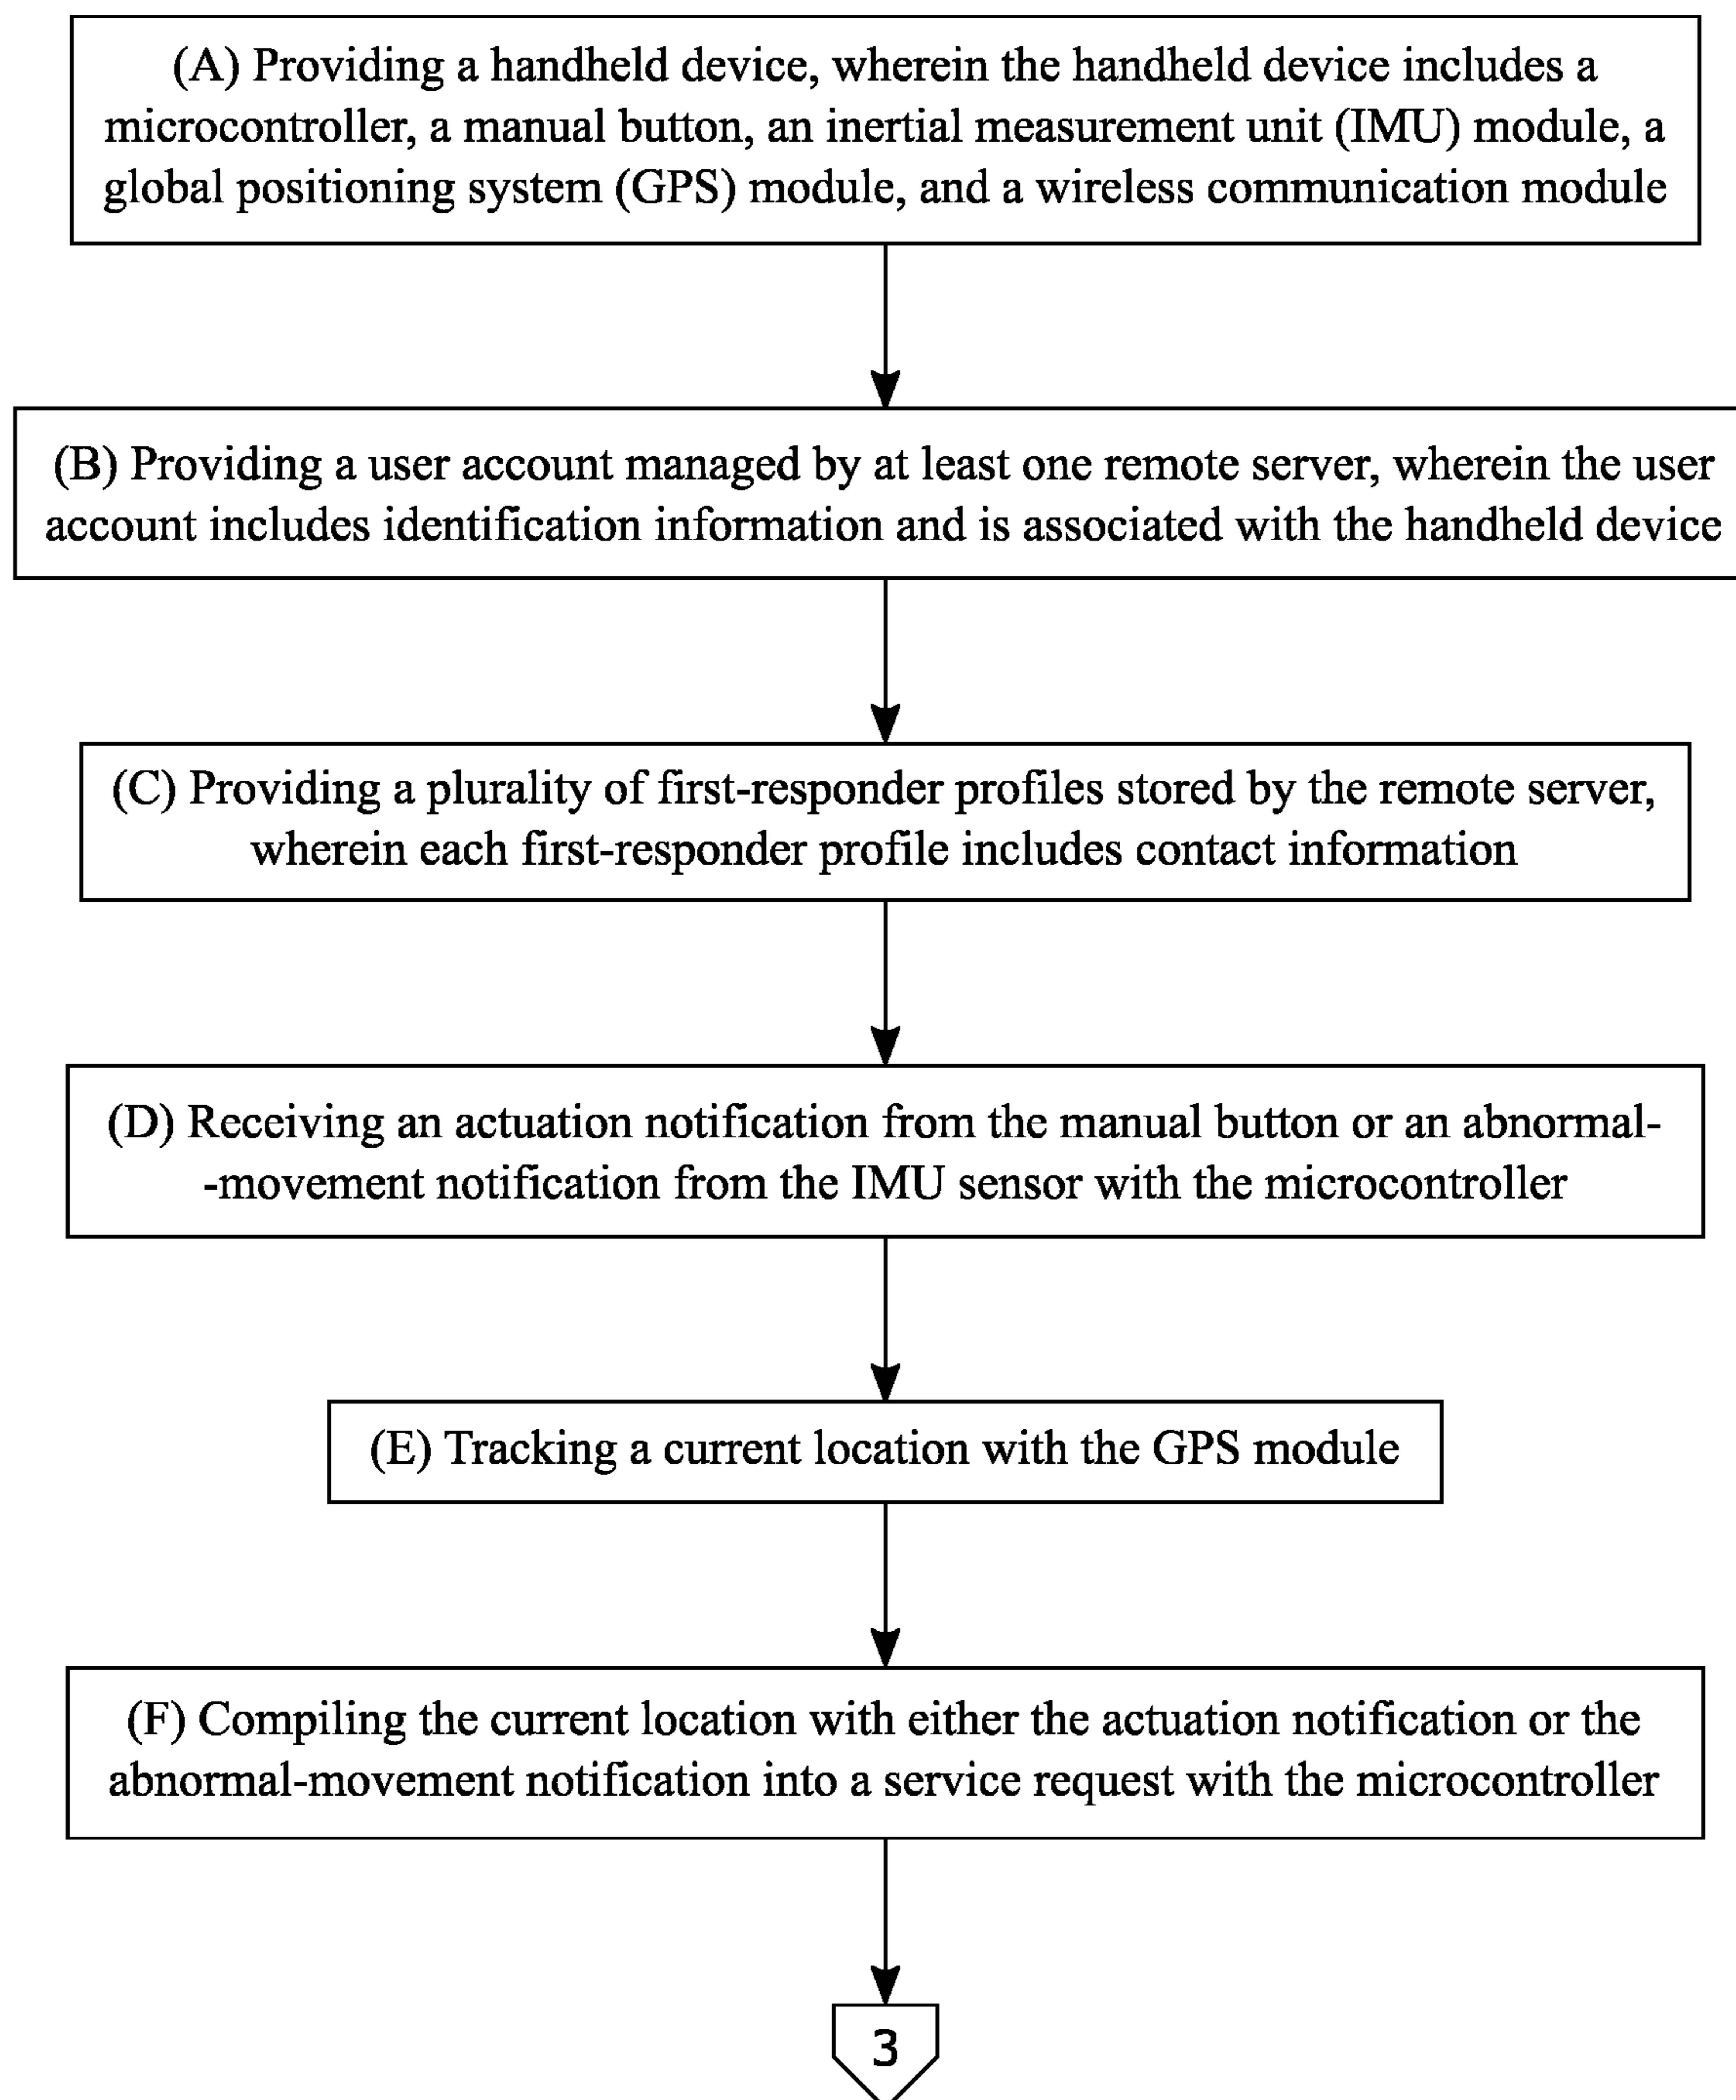 (A) Providing a handheld device, wherein the handheld device includes a
microcontroller, a manual button, an inertial measurement unit (IMU) module, a
global positioning system (GPS) module, and a wireless communication module
(B) Providing a user account managed by at least one remote server, wherein the user
account includes identification information and is associated with the handheld device
(C) Providing a plurality of first-responder profiles stored by the remote server,
wherein each first-responder profile includes contact information
(D) Receiving an actuation notification from the manual button or an abnormal-
-movement notification from the IMU sensor with the microcontroller
(E) Tracking a current location with the GPS module
(F) Compiling the current location with either the actuation notification or the
abnormal-movement notification into a service request with the microcontroller
3